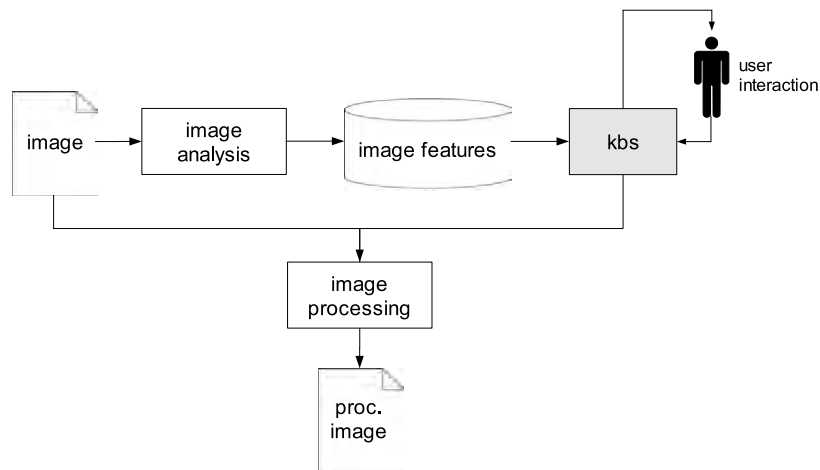 user
interaction
image
image
analysis
image features
kbs
image
processing
proc.
image